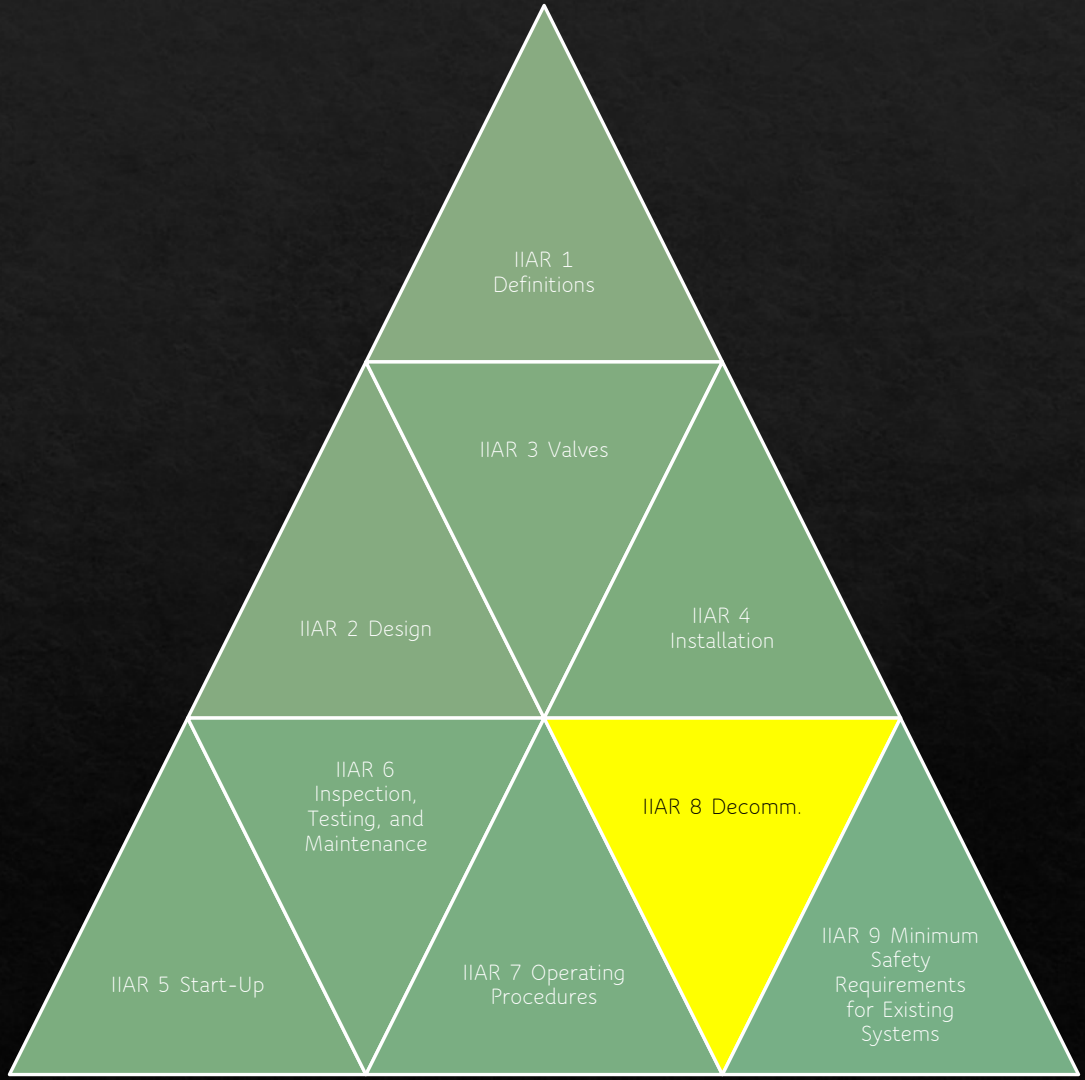 IIAR 1
Definitions
IIAR 3 Valves
IIAR 2 Design
IIAR 4
Installation
IIAR 6
Inspection,
Testing, and
Maintenance
IIAR 8 Decomm.
IIAR 5 Start-Up
IIAR 7 Operating
Procedures
IIAR 9 Minimum
Safety
Requirements
for Existing
Systems